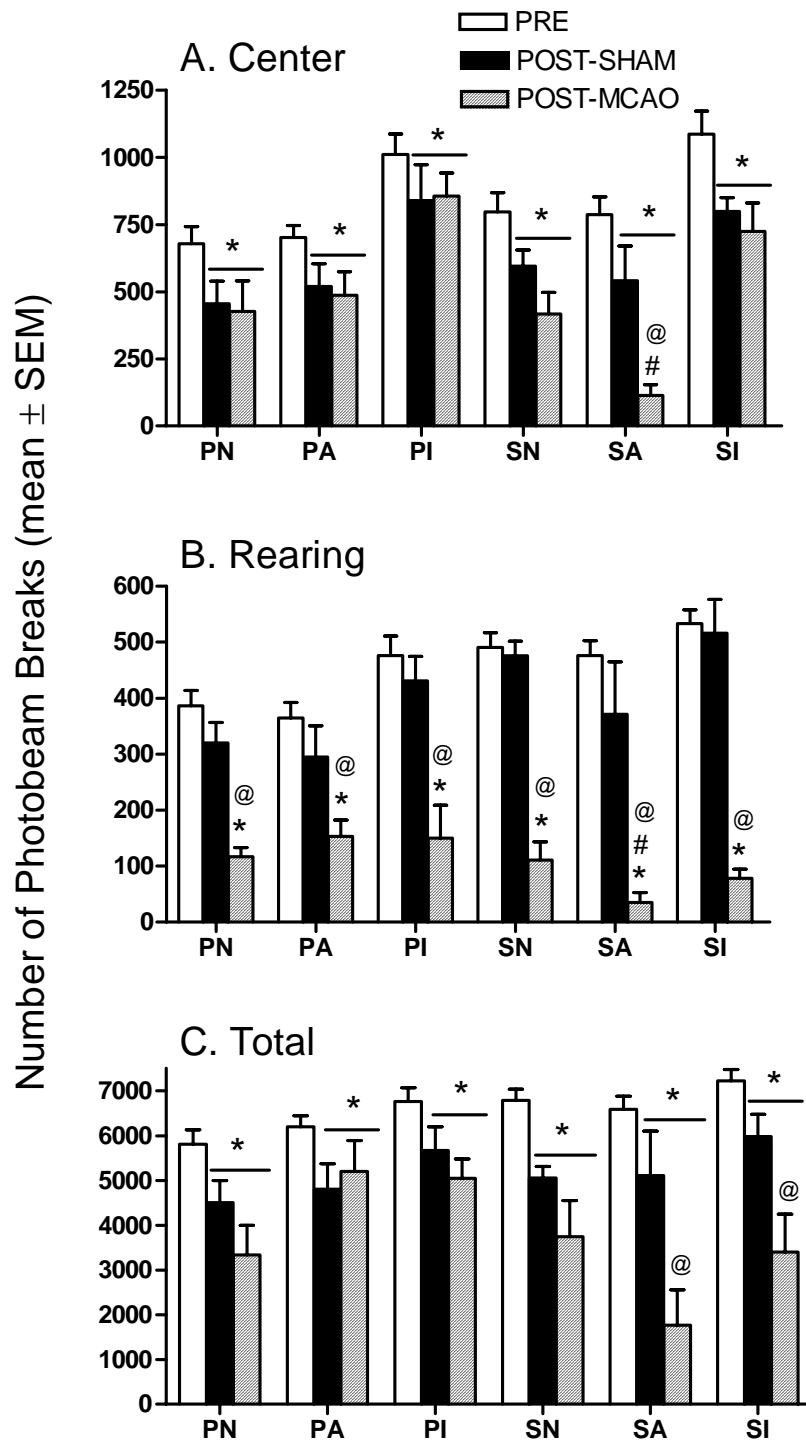 PRE
POST-SHAM
POST-MCAO
A. Center
1250
1000
750
500
250
0
* * * * * *
@
#
PN PA PI SN SA SI
Number of Photobeam Breaks (mean ± SEM)
B. Rearing
600
500
400
300
200
100
0
@ @ @ @ @ @
* * * * # *
*
PN PA PI SN SA SI
C. Total
7000
6000
5000
4000
3000
2000
1000
0
* * * * * *
@ @
PN PA PI SN SA SI